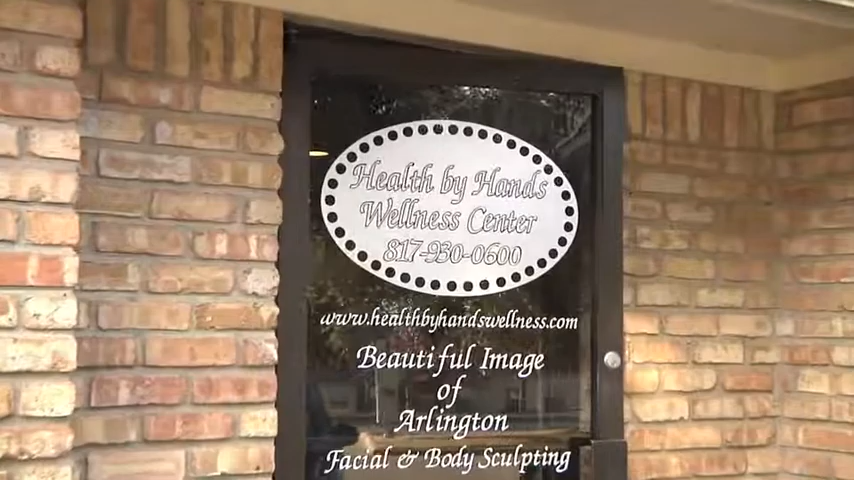 Health by Hands
Wellness Center
817-930-0600
www.healthbyhandswellness.com
Beautiful Image
of
Arlington
Facial & Body Sculpting